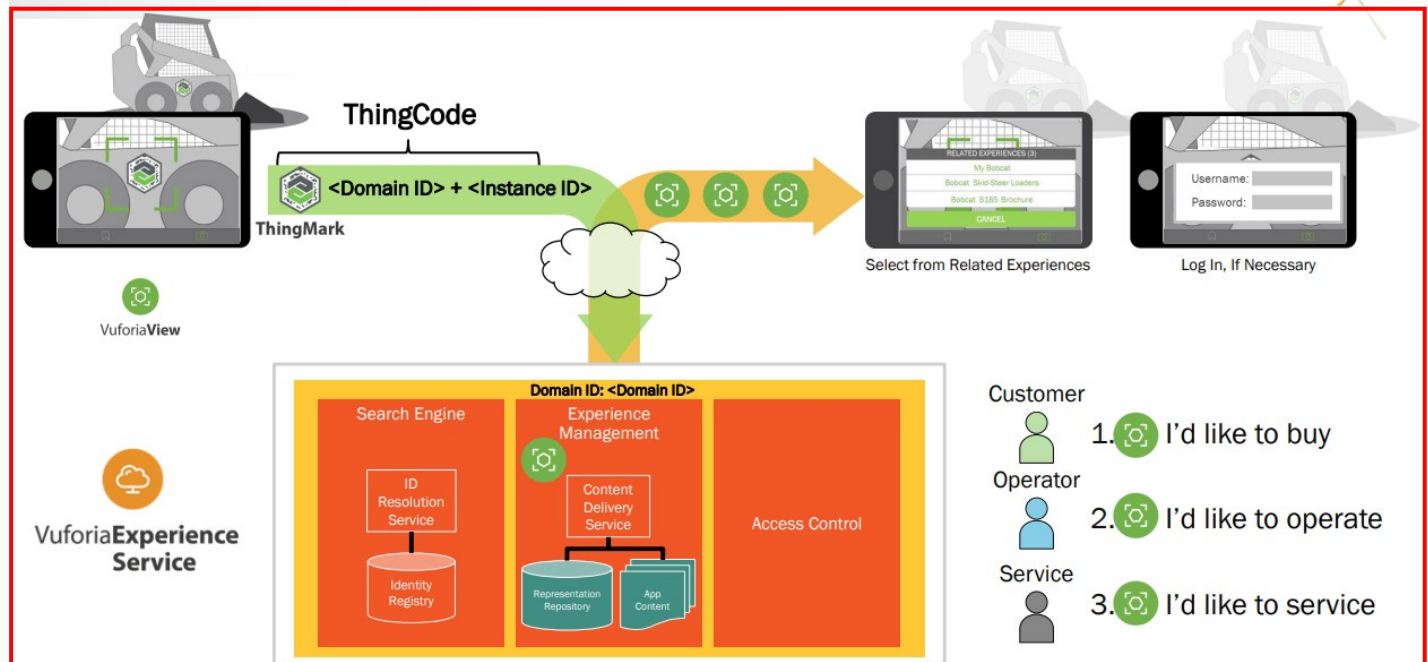 ThingCode
<Domain ID> + <Instance ID>
ThingMark
VuforiaView
RELATED EXPERIENCES (3)
My Bobcat
Bobcat Skid-Steer Loaders
Bobcat S185 Brochure
CANCEL
Select from Related Experiences
Username:
Password:
Log In, If Necessary
VuforiaExperience
Service
Domain ID: <Domain ID>
Search Engine
ID
Resolution
Service
Identity
Registry
Experience
Management
Content
Delivery
Service
Representation
Repository
App
Content
Access Control
Customer
1. I'd like to buy
Operator
2. I'd like to operate
Service
3. I'd like to service